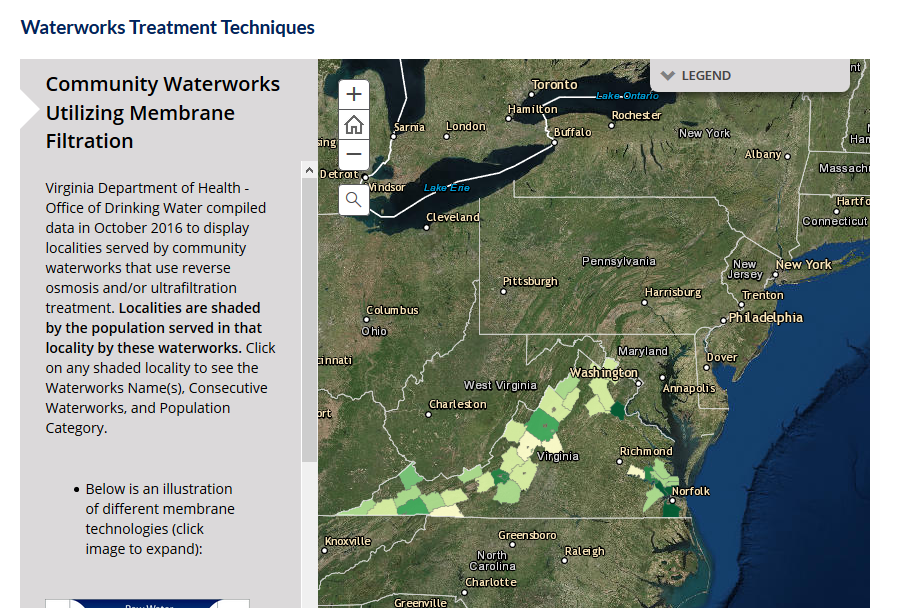 Waterworks Treatment Techniques
Community Waterworks
Utilizing Membrane
Filtration
Virginia Department of Health -
Office of Drinking Water compiled
data in October 2016 to display
localities served by community
waterworks that use reverse
osmosis and/or ultrafiltration
treatment. Localities are shaded
by the population served in that
locality by these waterworks. Click
on any shaded locality to see the
Waterworks Name(s), Consecutive
Waterworks, and Population
Category.
• Below is an illustration
of different membrane
technologies (click
image to expand):
LEGEND
Toronto
Lake Ontario
Hamilton
Rochester
Sarnia
London
Buffalo
New York
Albany
Detroit
Windsor
Lake Erie
Cleveland
Connecticut
Pennsylvania
New
Jersey
New York
Pittsburgh
Harrisburg
Trenton
Columbus
Ohio
Philadelphia
Maryland
Dover
Washington
West Virginia
Annapolis
Charleston
Virginia
Richmond
Norfolk
Knoxville
Greensboro
North
Carolina
Raleigh
Charlotte
Greenville